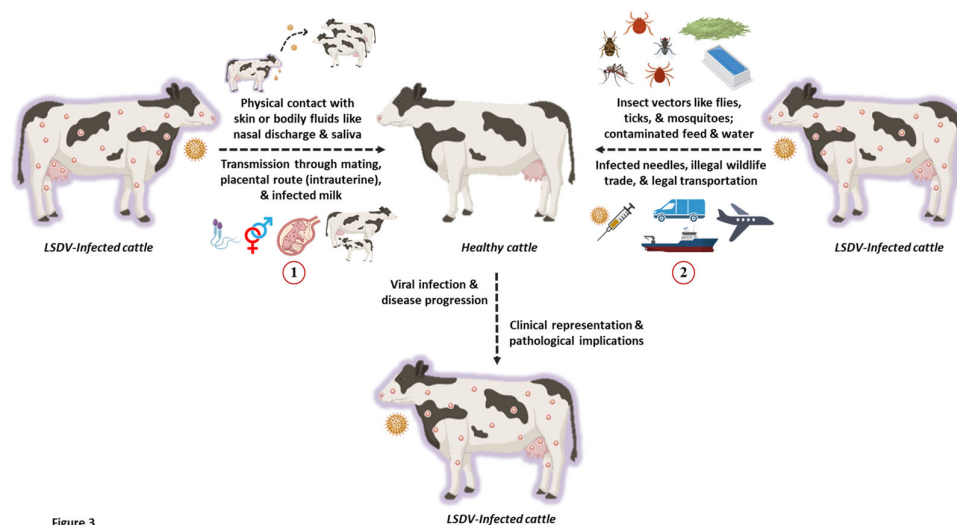 Physical contact with
skin or bodily fluids like
nasal discharge & saliva
Transmission through mating,
placental route (intrauterine),
& infected milk
1
LSDV-Infected cattle
Healthy cattle
Insect vectors like flies,
ticks, & mosquitoes;
contaminated feed & water
Infected needles, illegal wildlife
trade, & legal transportation
2
LSDV-Infected cattle
Viral infection &
disease progression
Clinical representation &
pathological implications
LSDV-Infected cattle
Figure 3